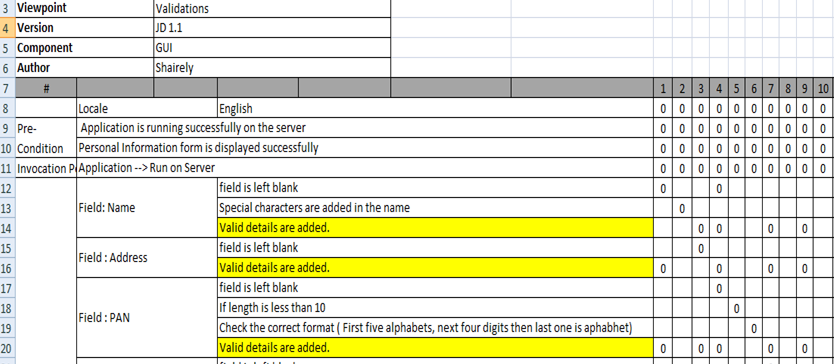 3 Viewpoint Validations
4 Version JD 1.1
5 Component GUI
6 Author Shairely
7 # 1 2 3 4 5 6 7 8 9 10
8 Locale English 0 0 0 0 0 0 0 0 0 0
9 Pre- Application is running successfully on the server 0 0 0 0 0 0 0 0 0 0
10 Condition Personal Information form is displayed successfully 0 0 0 0 0 0 0 0 0 0
11 Invocation P Application --> Run on Server 0 0 0 0 0 0 0 0 0 0
12 field is left blank 0 0
13 Field: Name Special characters are added in the name 0
14 Valid details are added. 0 0 0 0
15 field is left blank 0
Field : Address
16 Valid details are added. 0 0 0 0
17 field is left blank 0
18 If length is less than 10 0
Field : PAN
19 Check the correct format ( First five alphabets, next four digits then last one is aphabhet) 0
20 Valid details are added. 0 0 0 0 0